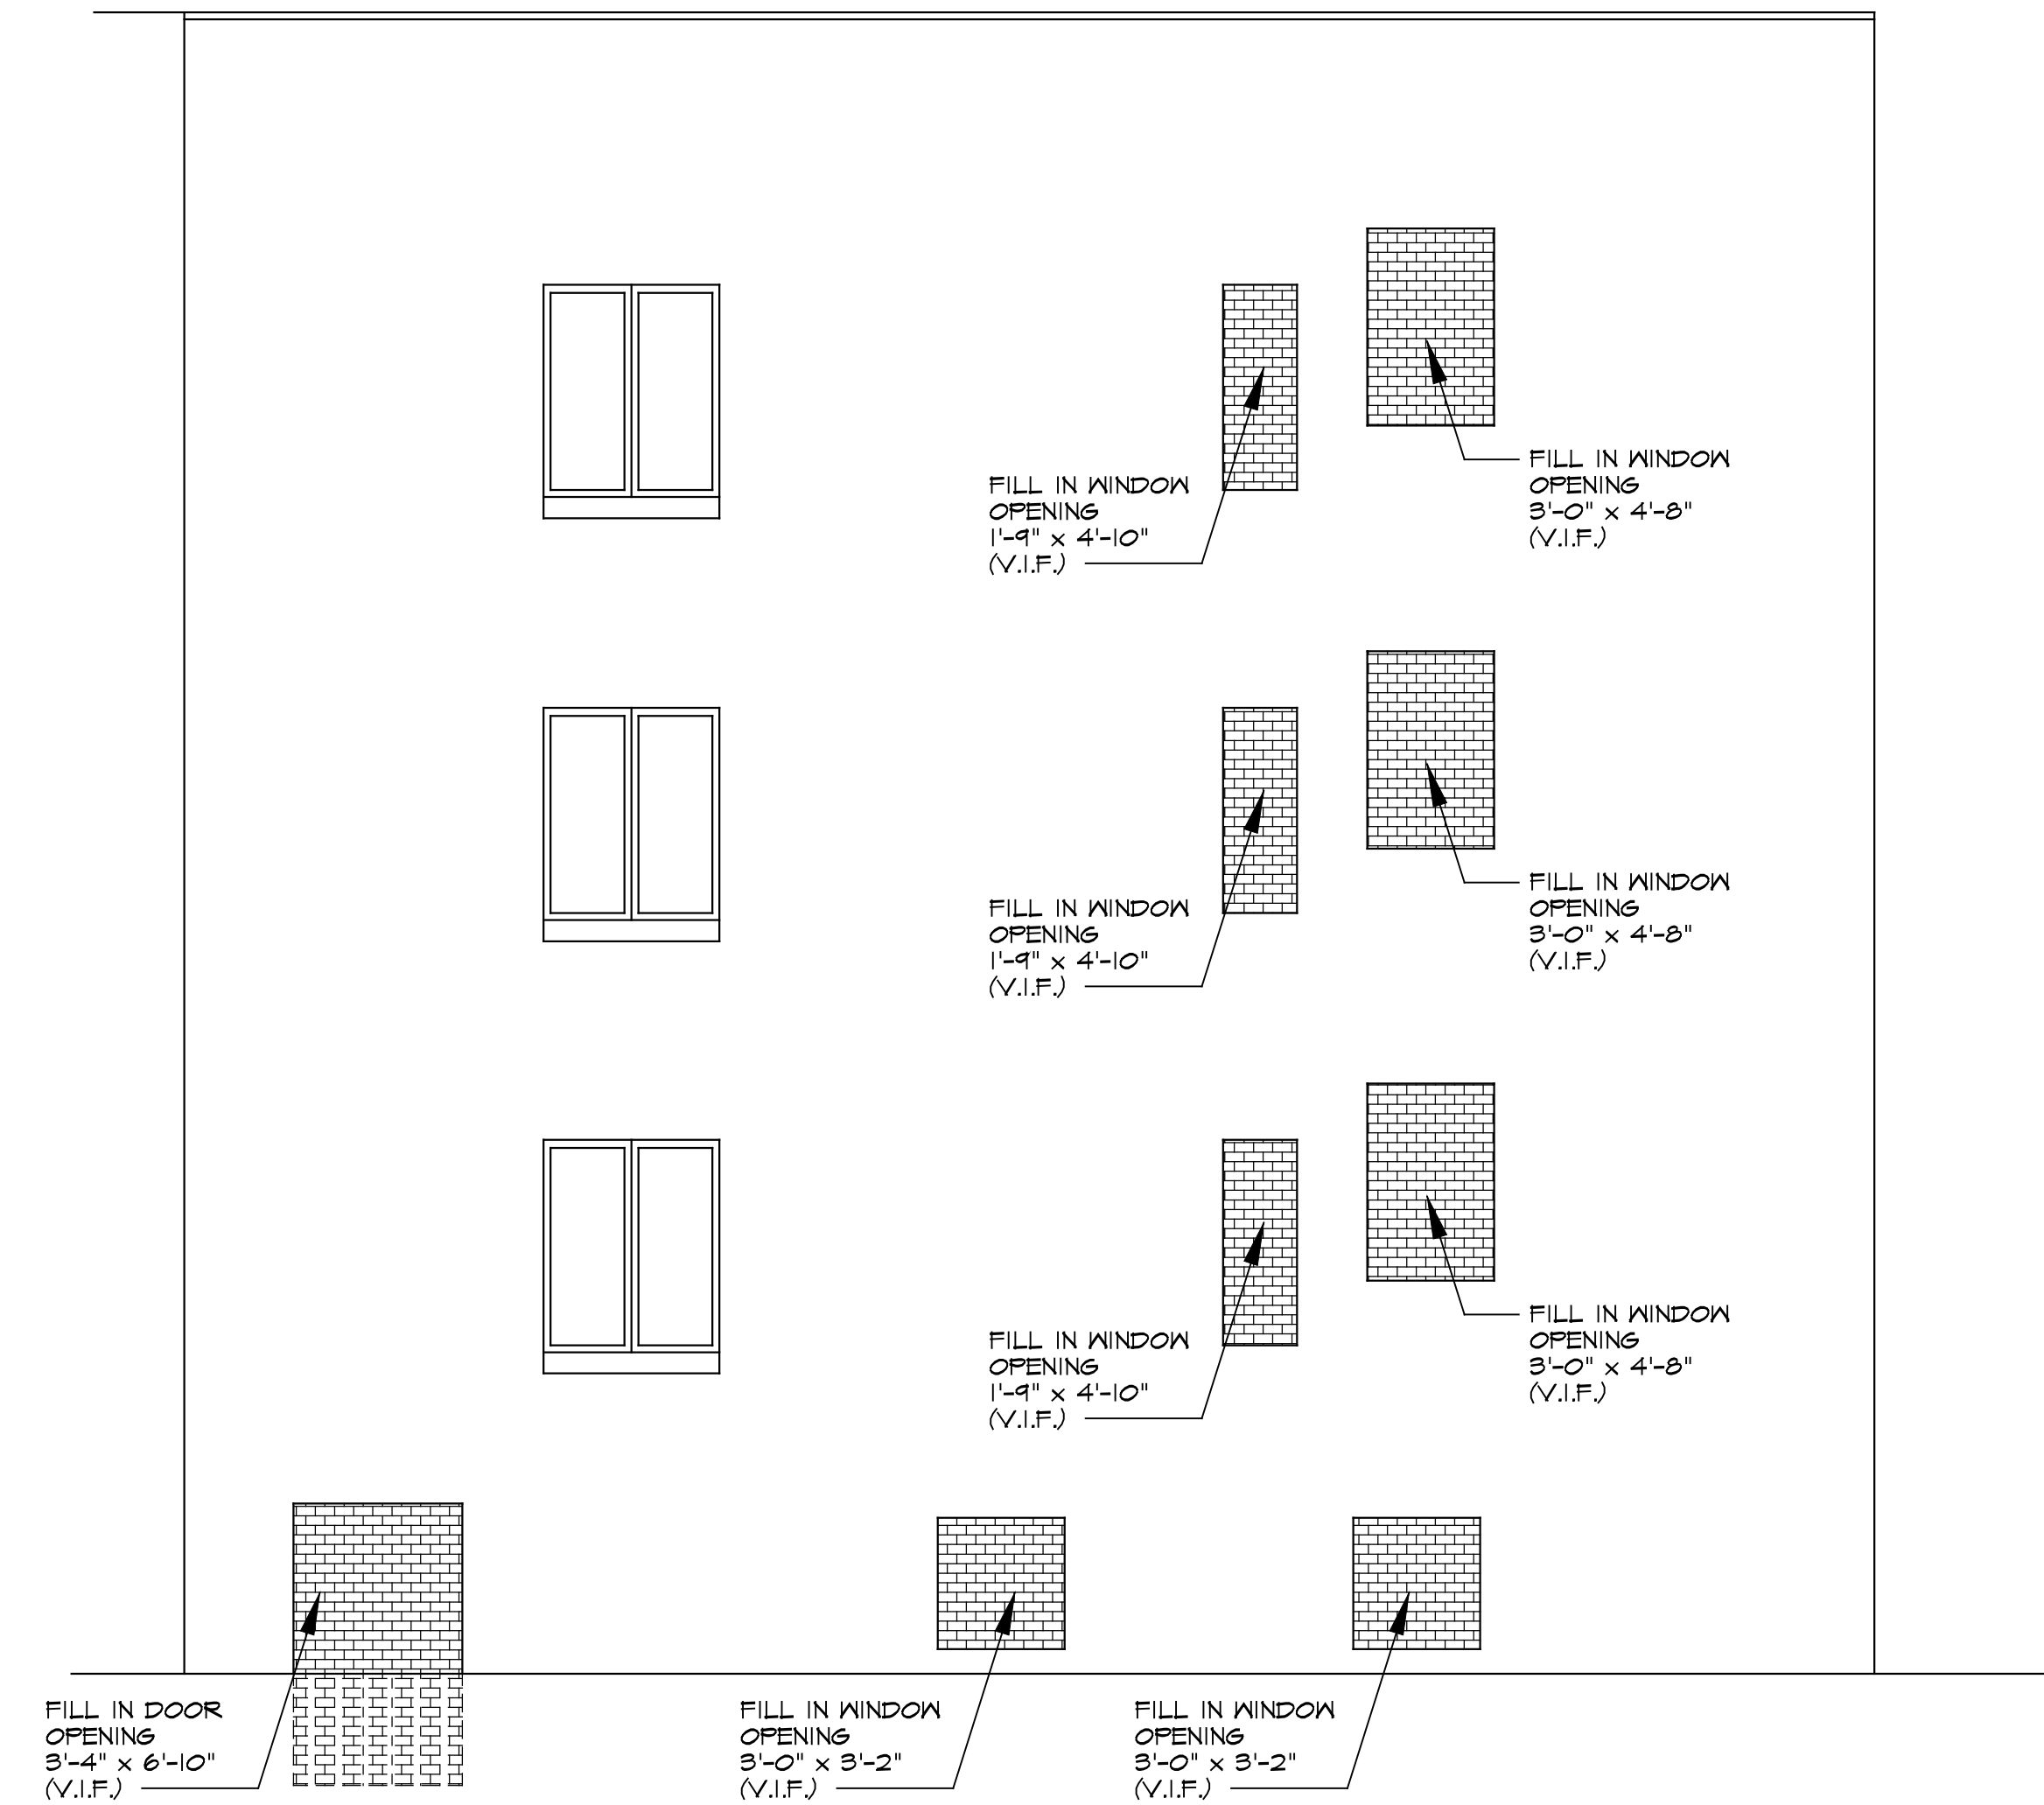 FILL IN WINDOW
OPENING
3'-0" x 4'-8"
(V.I.F.)
FILL IN WINDOW
OPENING
1'-9" x 4'-10"
(V.I.F.)
FILL IN WINDOW
OPENING
3'-0" x 4'-8"
(V.I.F.)
FILL IN WINDOW
OPENING
1'-9" x 4'-10"
(V.I.F.)
FILL IN WINDOW
OPENING
3'-0" x 4'-8"
(V.I.F.)
FILL IN WINDOW
OPENING
1'-9" x 4'-10"
(V.I.F.)
FILL IN DOOR
OPENING
3'-4" x 6'-10"
(V.I.F.)
FILL IN WINDOW
OPENING
3'-0" x 3'-2"
(V.I.F.)
FILL IN WINDOW
OPENING
3'-0" x 3'-2"
(V.I.F.)